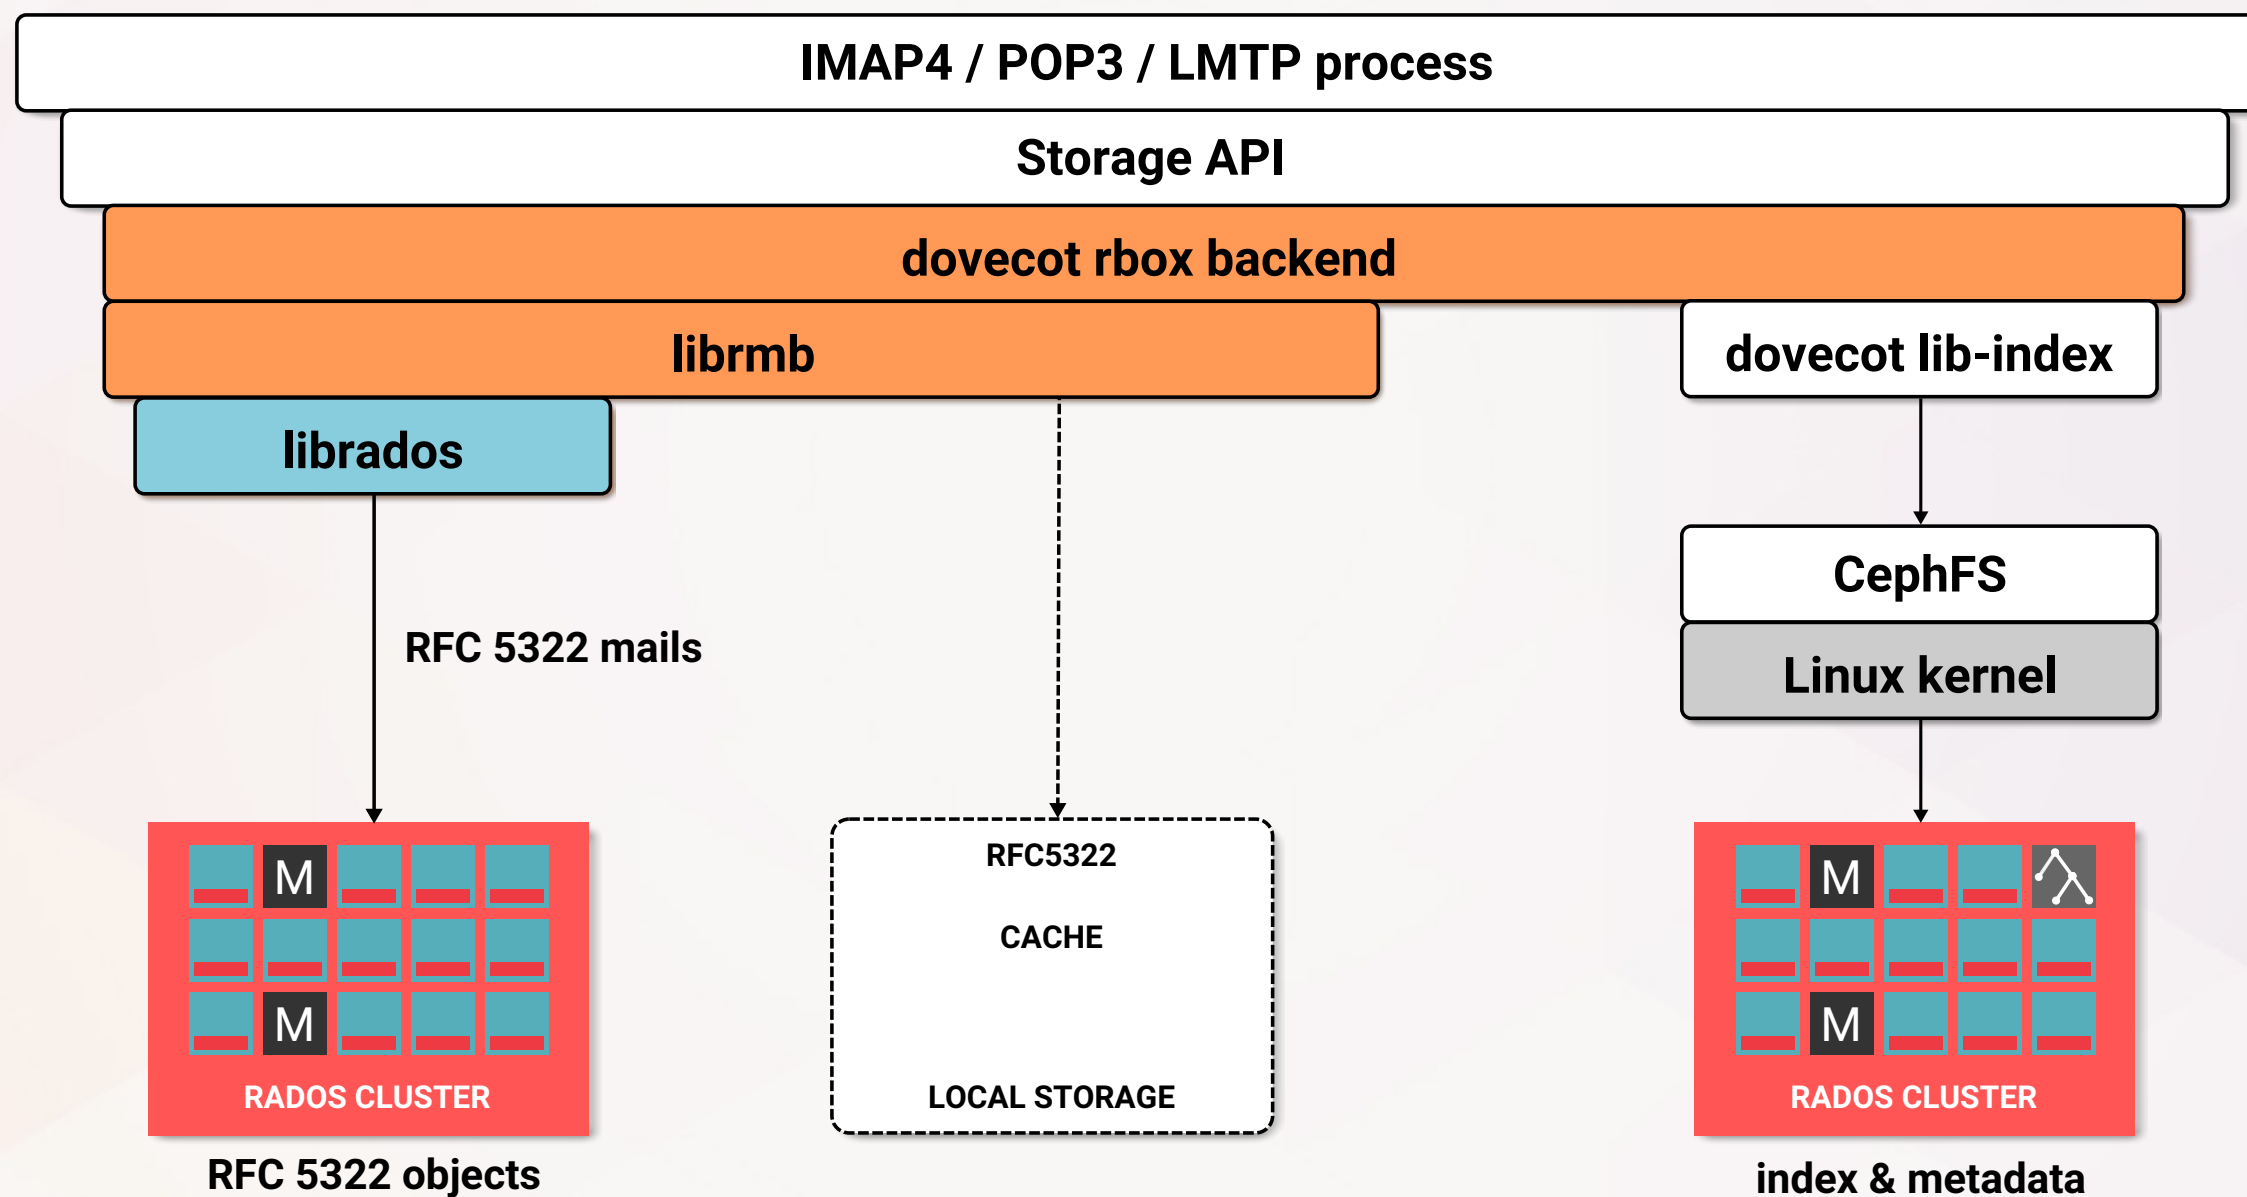 IMAP4 / POP3 / LMTP process
Storage API
dovecot rbox backend
librmb
dovecot lib-index
librados
CephFS
RFC 5322 mails
Linux kernel
M
M
RADOS CLUSTER
RFC 5322 objects
RFC5322
CACHE
LOCAL STORAGE
M
M
RADOS CLUSTER
index & metadata